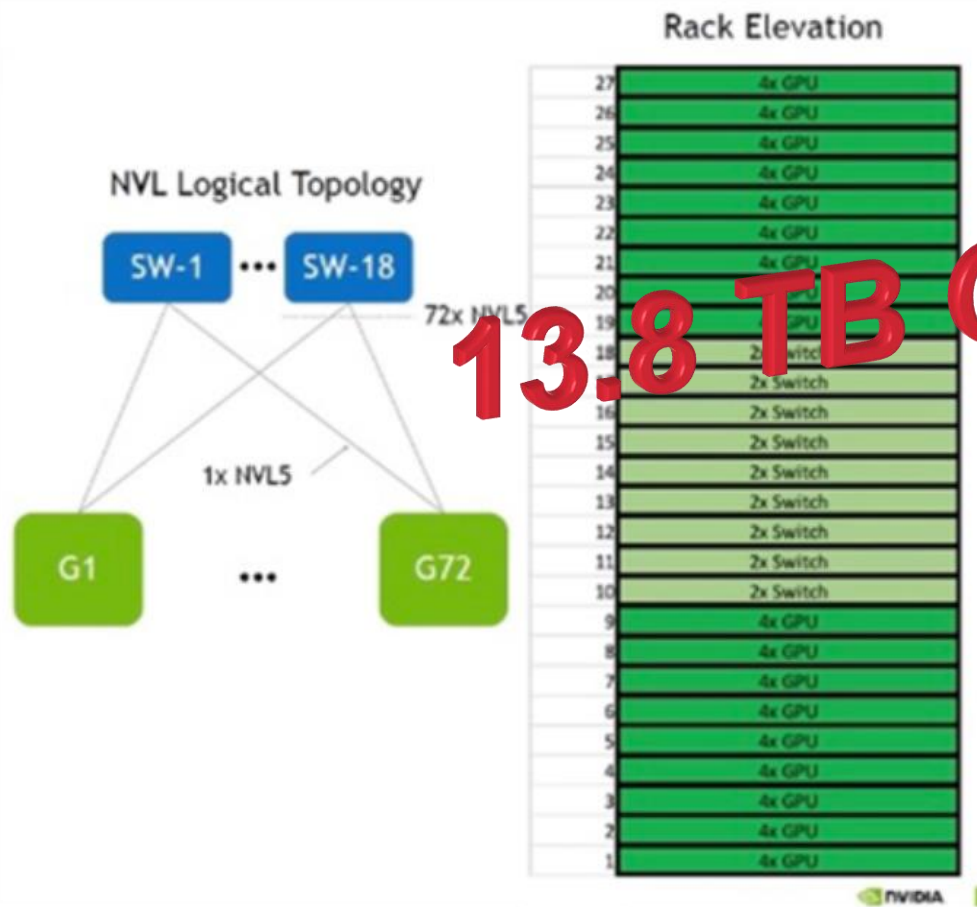 Rack Elevation
NVL Logical Topology
SW-1 ••• SW-18
72x NVL5
1x NVL5
G1 ••• G72
27 4x GPU
26 4x GPU
25 4x GPU
24 4x GPU
23 4x GPU
22 4x GPU
21 4x GPU
20 GPU
19 GPU
18 2x
2x Switch
16 2x Switch
15 2x Switch
14 2x Switch
13 2x Switch
12 2x Switch
11 2x Switch
10 2x Switch
9 4x GPU
8 4x GPU
7 4x GPU
6 4x GPU
5 4x GPU
4 4x GPU
3 4x GPU
2 4x GPU
1 4x GPU
13.8 TB
NVIDIA